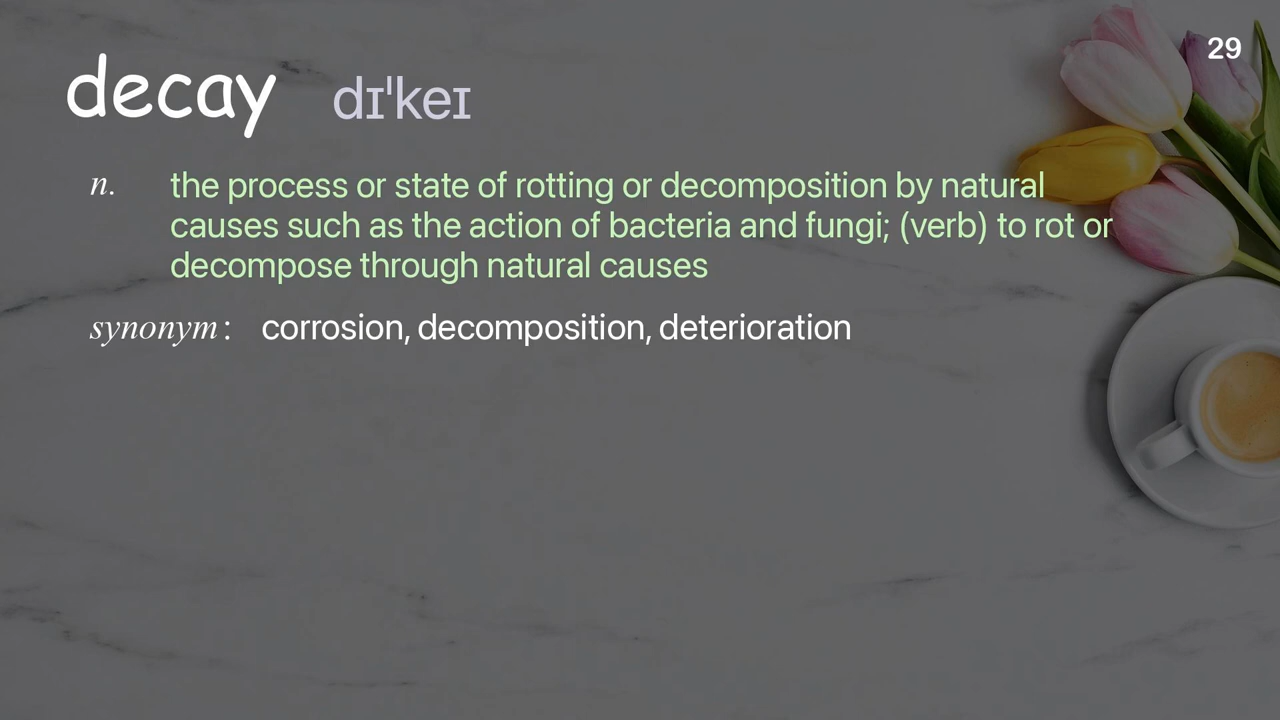 29
decay dɪˈkeɪ
n. the process or state of rotting or decomposition by natural
causes such as the action of bacteria and fungi; (verb) to rot or
decompose through natural causes
synonym: corrosion, decomposition, deterioration